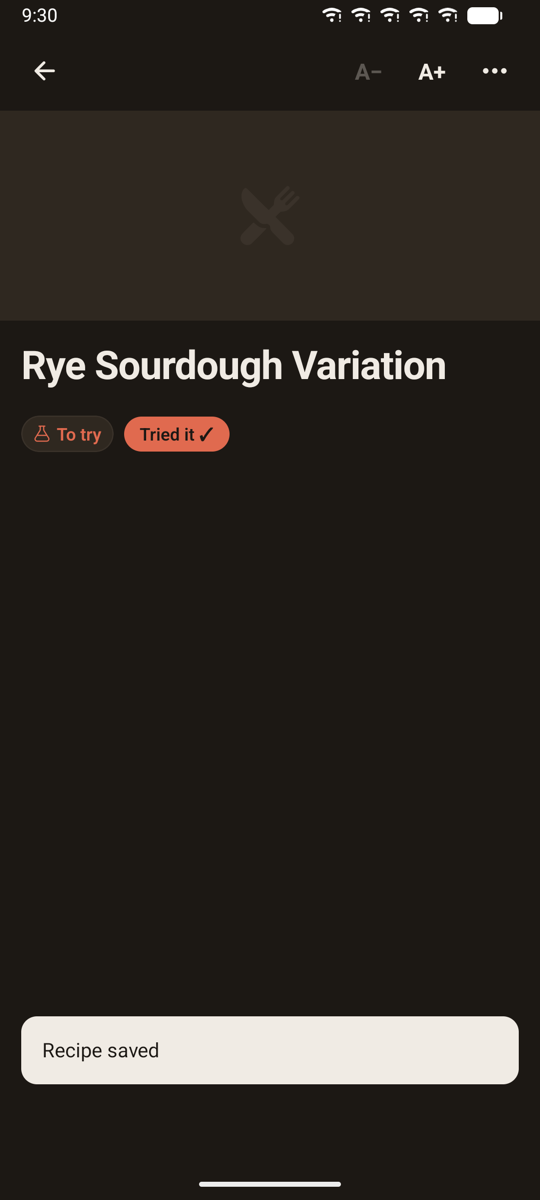 9:30
A− A+
Rye Sourdough Variation
To try Tried it ✓
Recipe saved